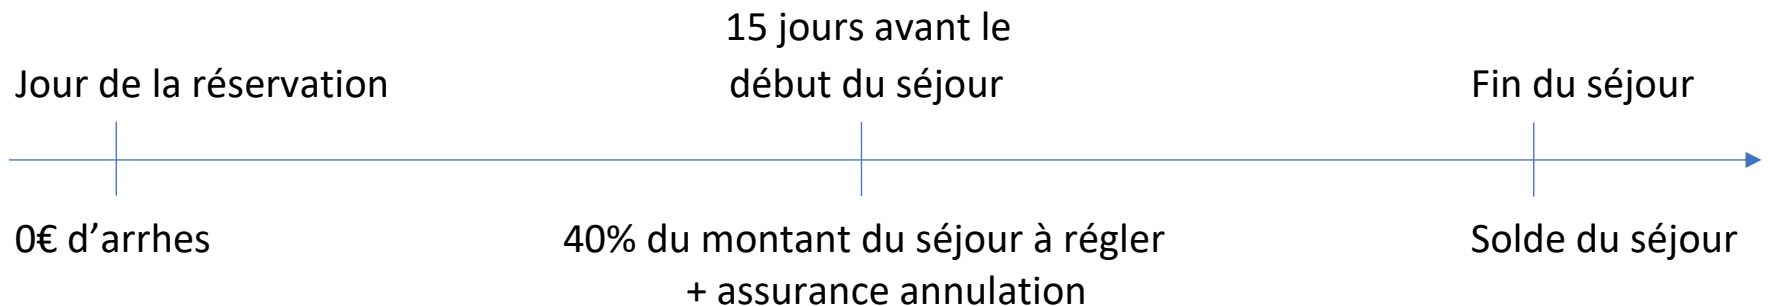 15 jours avant le
Jour de la réservation
début du séjour
Fin du séjour
0€ d’arrhes
40% du montant du séjour à régler
Solde du séjour
+ assurance annulation